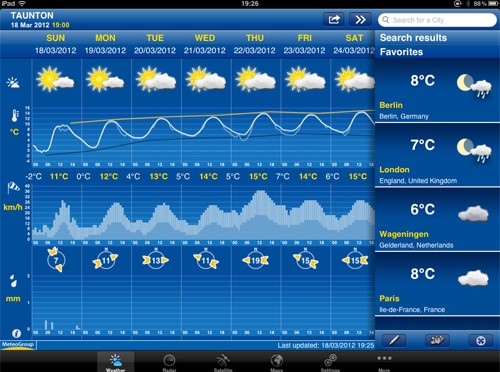 iPad
19:26
88%
TAUNTON
18 Mar 2012 19:00
Search for a City
SUN MON TUE WED THU FRI SAT
18/03/2012 19/03/2012 20/03/2012 21/03/2012 22/03/2012 23/03/2012 24/03/2012
Search results
Favorites
8°C
Berlin
Berlin, Germany
7°C
London
England, United Kingdom
6°C
Wageningen
Gelderland, Netherlands
8°C
Paris
Ile-de-France, France
°C
-2°C 11°C 4°C 12°C 3°C 13°C 0°C 11°C 5°C 14°C 7°C 14°C 6°C 15°C
km/h
7 11 13 11 19 15 15
mm
MeteoGroup
Last updated: 18/03/2012 19:25
Weather Radar Satellite Maps Settings More